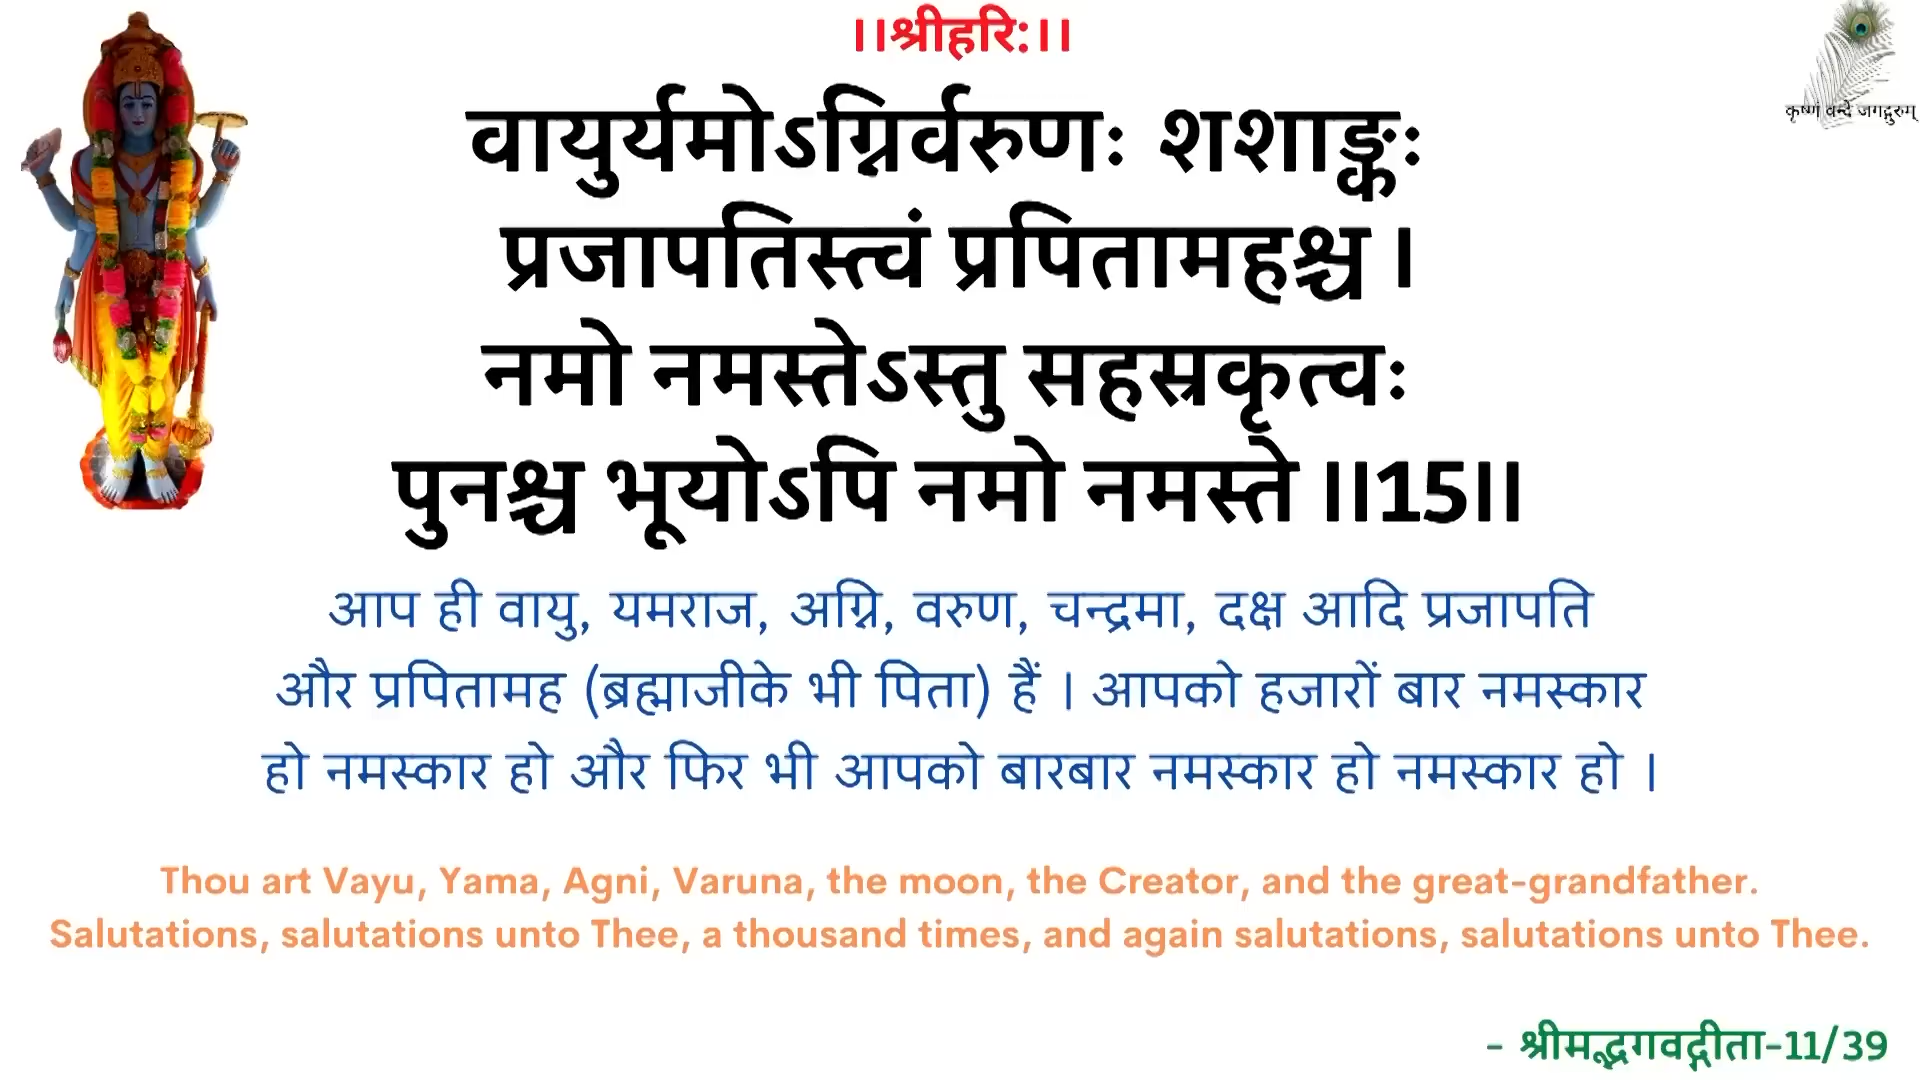 ।।श्रीहरि:।।
कृष्णं वन्दे जगद्गुरुम्
वायुर्यमोऽग्निर्वरुणः शशाङ्कः
प्रजापतिस्त्वं प्रपितामहश्च ।
नमो नमस्तेऽस्तु सहस्रकृत्वः
पुनश्च भूयोऽपि नमो नमस्ते ।।15।।
आप ही वायु, यमराज, अग्नि, वरुण, चन्द्रमा, दक्ष आदि प्रजापति
और प्रपितामह (ब्रह्माजीके भी पिता) हैं । आपको हजारों बार नमस्कार
हो नमस्कार हो और फिर भी आपको बारबार नमस्कार हो नमस्कार हो ।
Thou art Vayu, Yama, Agni, Varuna, the moon, the Creator, and the great-grandfather.
Salutations, salutations unto Thee, a thousand times, and again salutations, salutations unto Thee.
- श्रीमद्भगवद्गीता-11/39